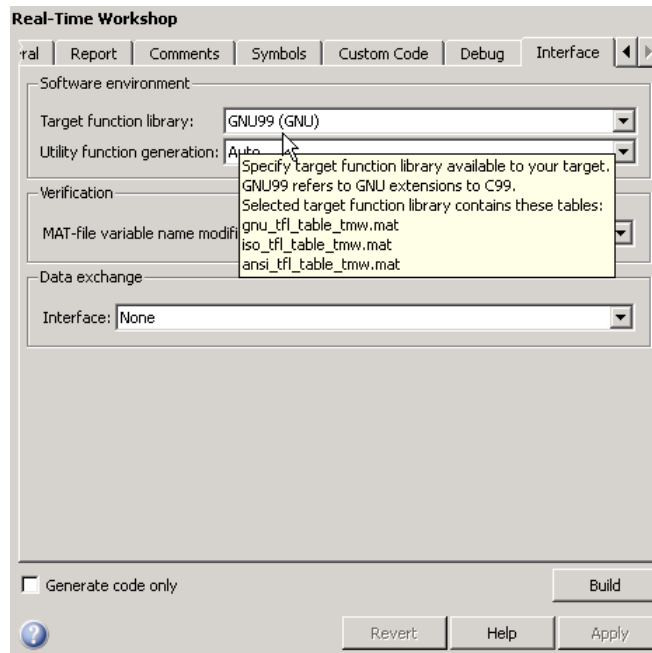 Real-Time Workshop
ral Report Comments Symbols Custom Code Debug Interface
Software environment
Target function library: GNU99 (GNU)
Utility function generation: Auto
Specify target function library available to your target.
GNU99 refers to GNU extensions to C99.
Selected target function library contains these tables:
gnu_tfl_table_tmw.mat
iso_tfl_table_tmw.mat
ansi_tfl_table_tmw.mat
Verification
MAT-file variable name modifi
Data exchange
Interface: None
Generate code only
Build
Revert Help Apply